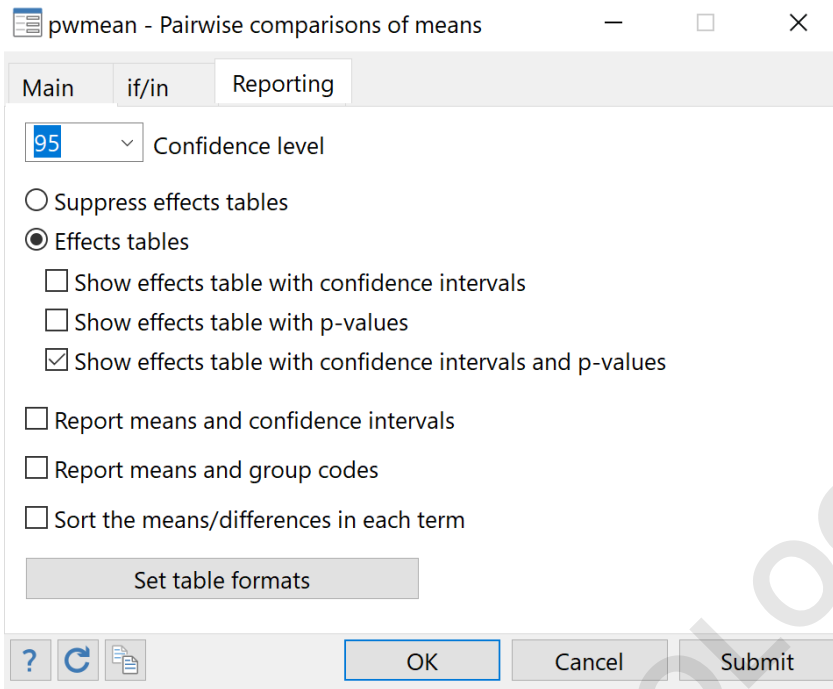 pwmean - Pairwise comparisons of means
Main if/in Reporting
95 Confidence level
Suppress effects tables
Effects tables
Show effects table with confidence intervals
Show effects table with p-values
Show effects table with confidence intervals and p-values
Report means and confidence intervals
Report means and group codes
Sort the means/differences in each term
Set table formats
? OK Cancel Submit